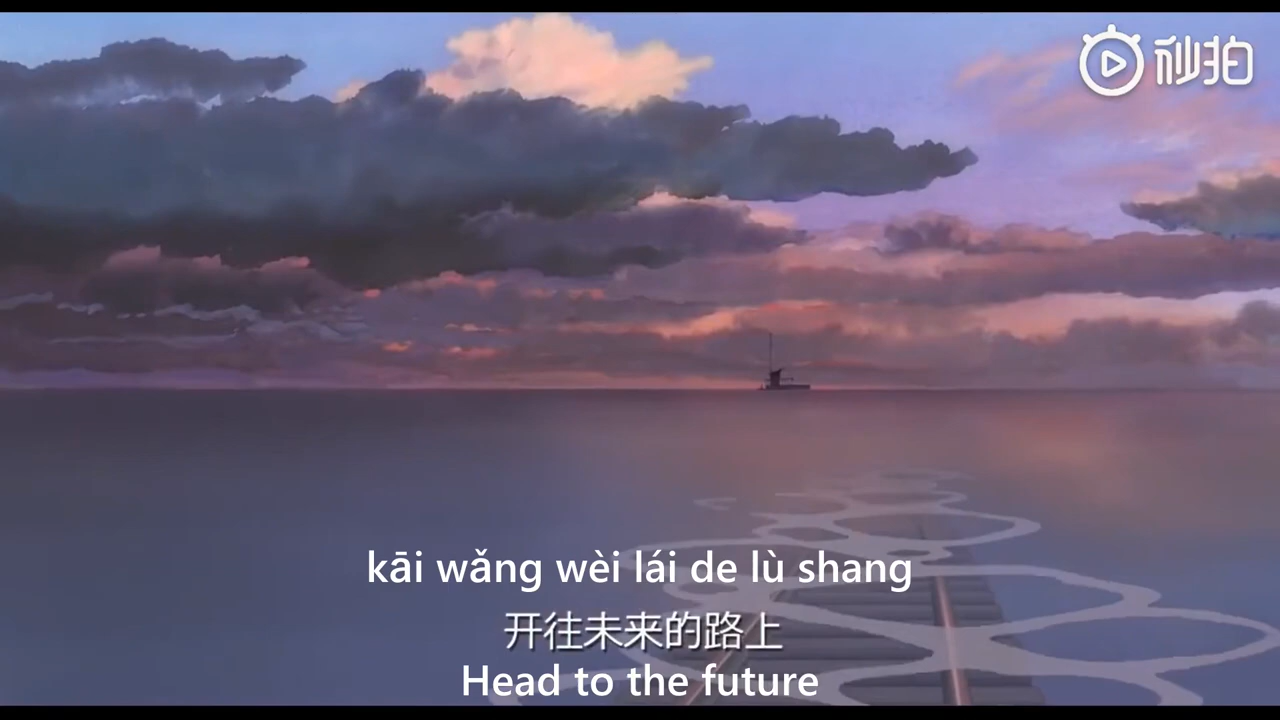 秒拍
kāi wǎng wèi lái de lù shang
开往未来的路上
Head to the future